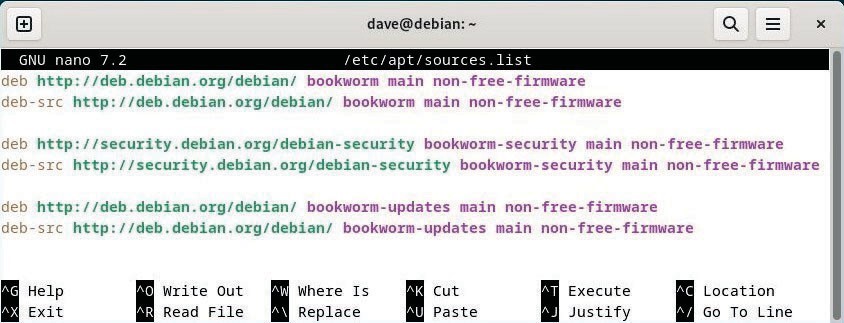 dave@debian: ~
GNU nano 7.2 /etc/apt/sources.list
deb http://deb.debian.org/debian/ bookworm main non-free-firmware
deb-src http://deb.debian.org/debian/ bookworm main non-free-firmware
deb http://security.debian.org/debian-security bookworm-security main non-free-firmware
deb-src http://security.debian.org/debian-security bookworm-security main non-free-firmware
deb http://deb.debian.org/debian/ bookworm-updates main non-free-firmware
deb-src http://deb.debian.org/debian/ bookworm-updates main non-free-firmware
^G Help ^O Write Out ^W Where Is ^K Cut ^T Execute ^C Location
^X Exit ^R Read File ^\ Replace ^U Paste ^J Justify ^/ Go To Line